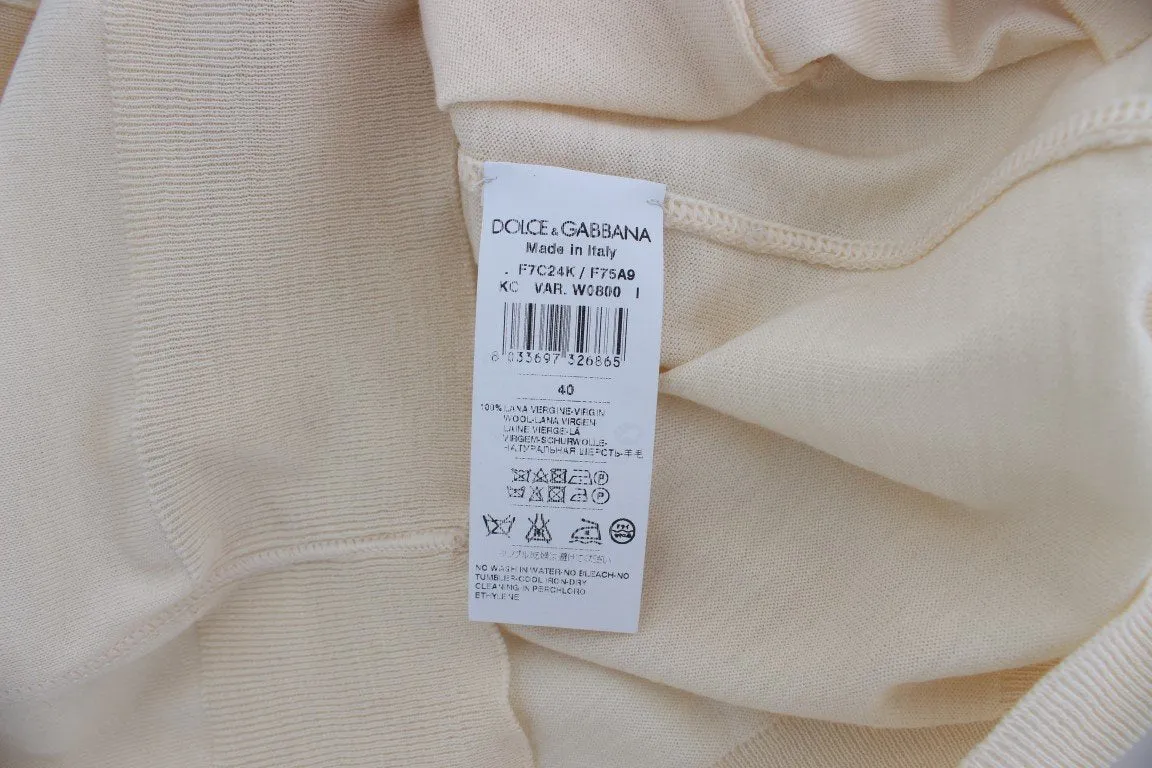 DOLCE & GABBANA
Made in Italy
. F7C24K / F75A9
KC VAR. W0800 I
8 033697 326865
40
100% LANA VERGINE-VIRGIN
WOOL-LANA VIRGEN-
LAINE VIERGE-LÃ
VIRGEM-SCHURWOLLE-
НАТУРАЛЬНАЯ ШЕРСТЬ-羊毛
P
P
NO WASH IN WATER-NO BLEACH-NO
TUMBLER-COOL IRON-DRY
CLEANING IN PERCHLORO
ETHYLENE